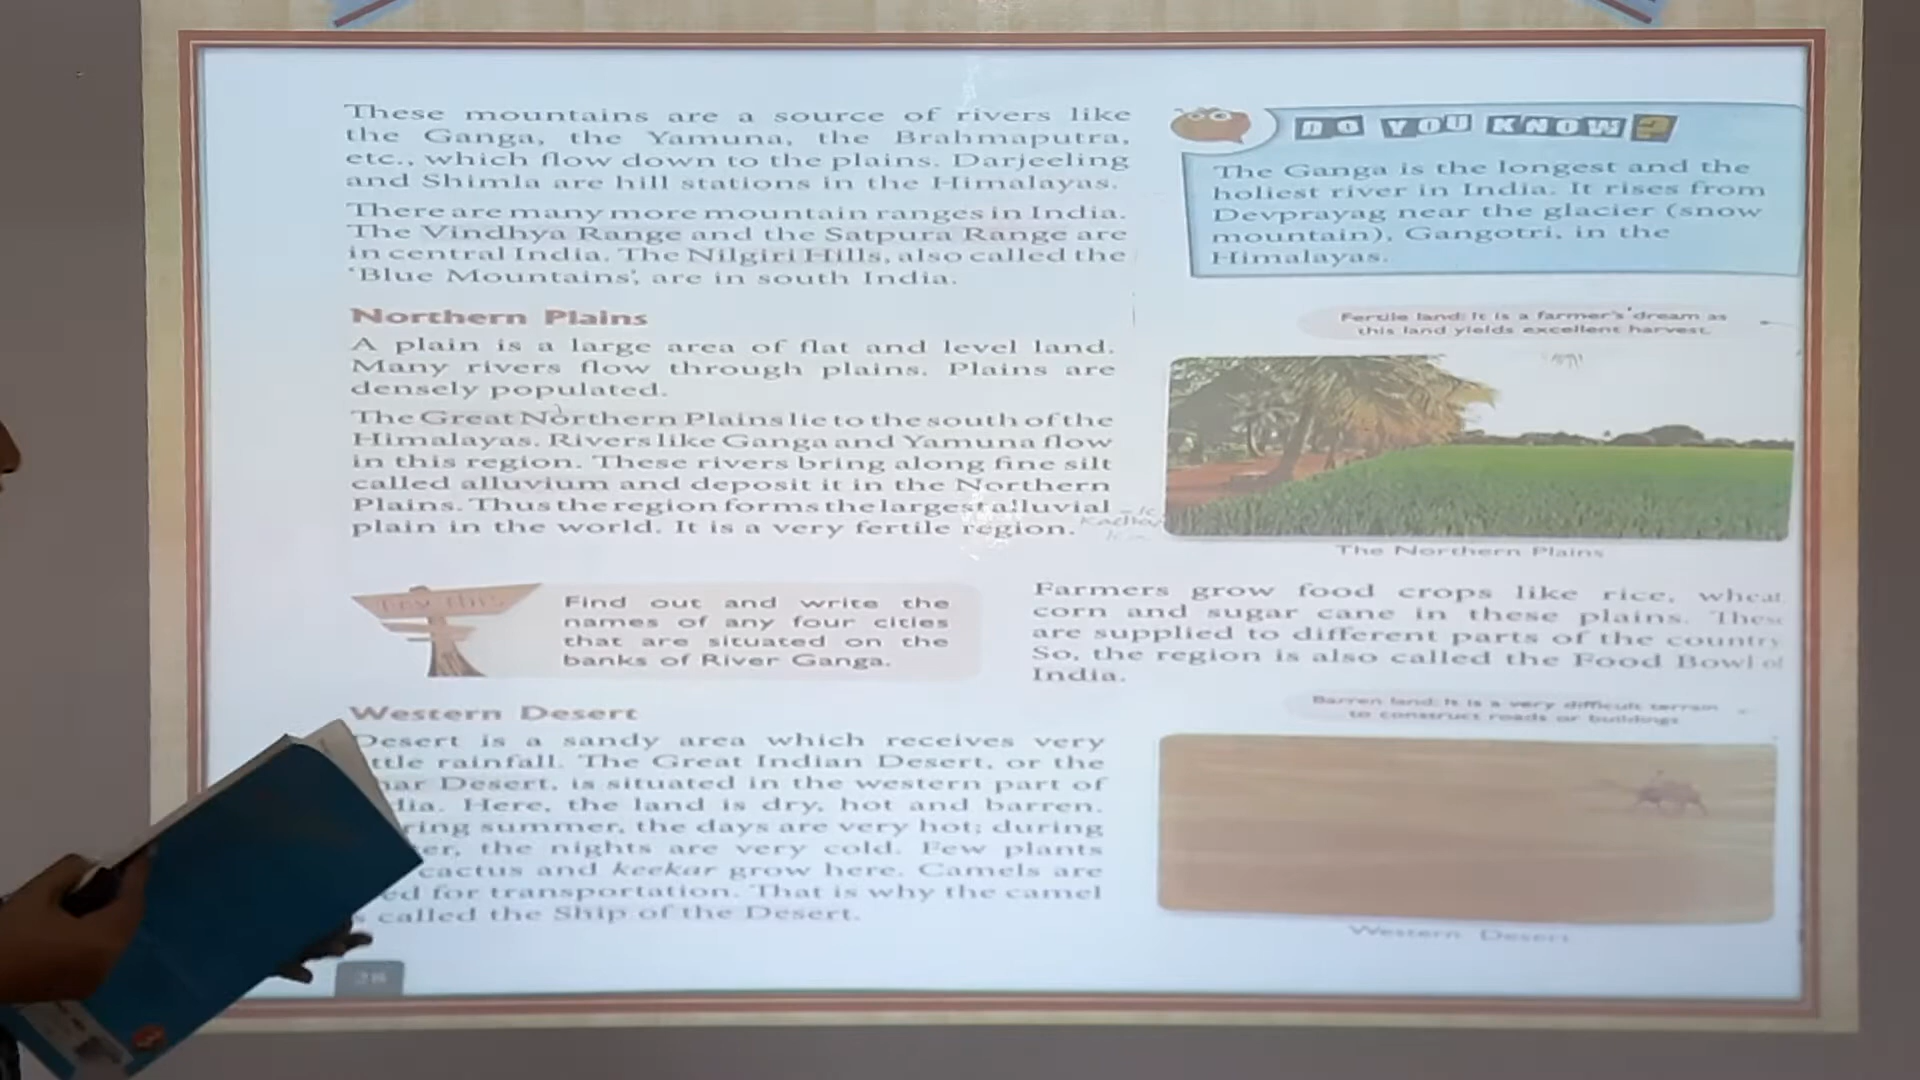 These mountains are a source of rivers like
the Ganga, the Yamuna, the Brahmaputra,
etc., which flow down to the plains. Darjeeling
and Shimla are hill stations in the Himalayas.
There are many more mountain ranges in India.
The Vindhya Range and the Satpura Range are
in central India. The Nilgiri Hills, also called the
'Blue Mountains', are in south India.
Northern Plains
A plain is a large area of flat and level land.
Many rivers flow through plains. Plains are
densely populated.
The Great Northern Plains lie to the south of the
Himalayas. Rivers like Ganga and Yamuna flow
in this region. These rivers bring along fine silt
called alluvium and deposit it in the Northern
Plains. Thus the region forms the largest alluvial
plain in the world. It is a very fertile region.
DO YOU KNOW?
The Ganga is the longest and the
holiest river in India. It rises from
Devprayag near the glacier (snow
mountain), Gangotri, in the
Himalayas.
Fertile land: It is a farmer's dream as
this land yields excellent harvest.
The Northern Plains
Try this
Find out and write the
names of any four cities
that are situated on the
banks of River Ganga.
Farmers grow food crops like rice, wheat
corn and sugar cane in these plains. These
are supplied to different parts of the country
So, the region is also called the Food Bowl of
India.
Western Desert
Desert is a sandy area which receives very
ttle rainfall. The Great Indian Desert, or the
ar Desert, is situated in the western part of
dia. Here, the land is dry, hot and barren.
ring summer, the days are very hot; during
er, the nights are very cold. Few plants
cactus and keekar grow here. Camels are
ed for transportation. That is why the camel
s called the Ship of the Desert.
Barren land: It is a very difficult terrain
to construct roads or buildings
Western Desert
28